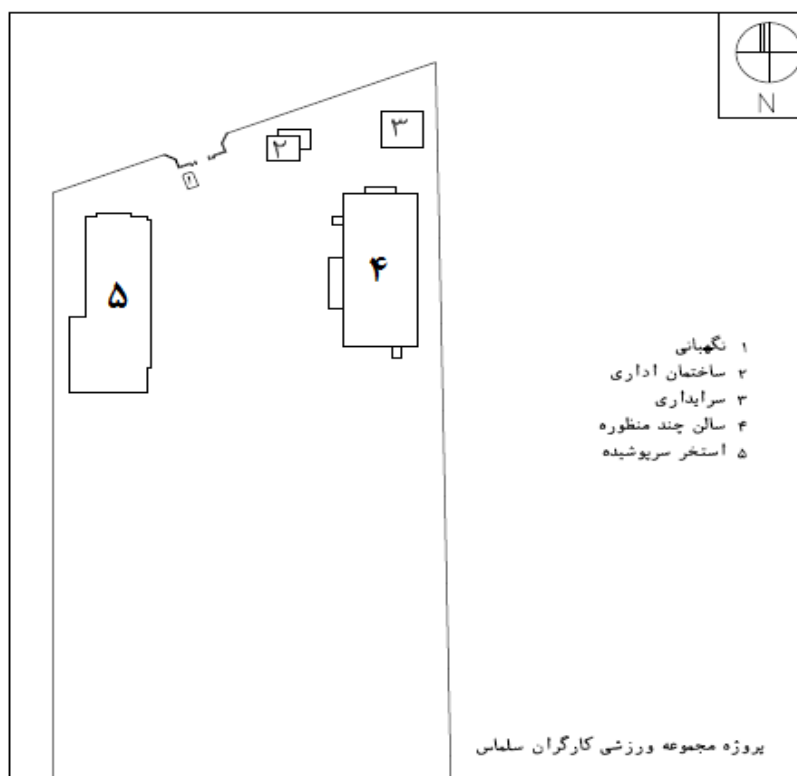 N
۳
۲
۱
۴
۵
۱ نگهبانی
۲ ساختمان اداری
۳ سرایداری
۴ سالن چند منظوره
۵ استخر سرپوشیده
پروژه مجموعه ورزشی کارگران سلماس